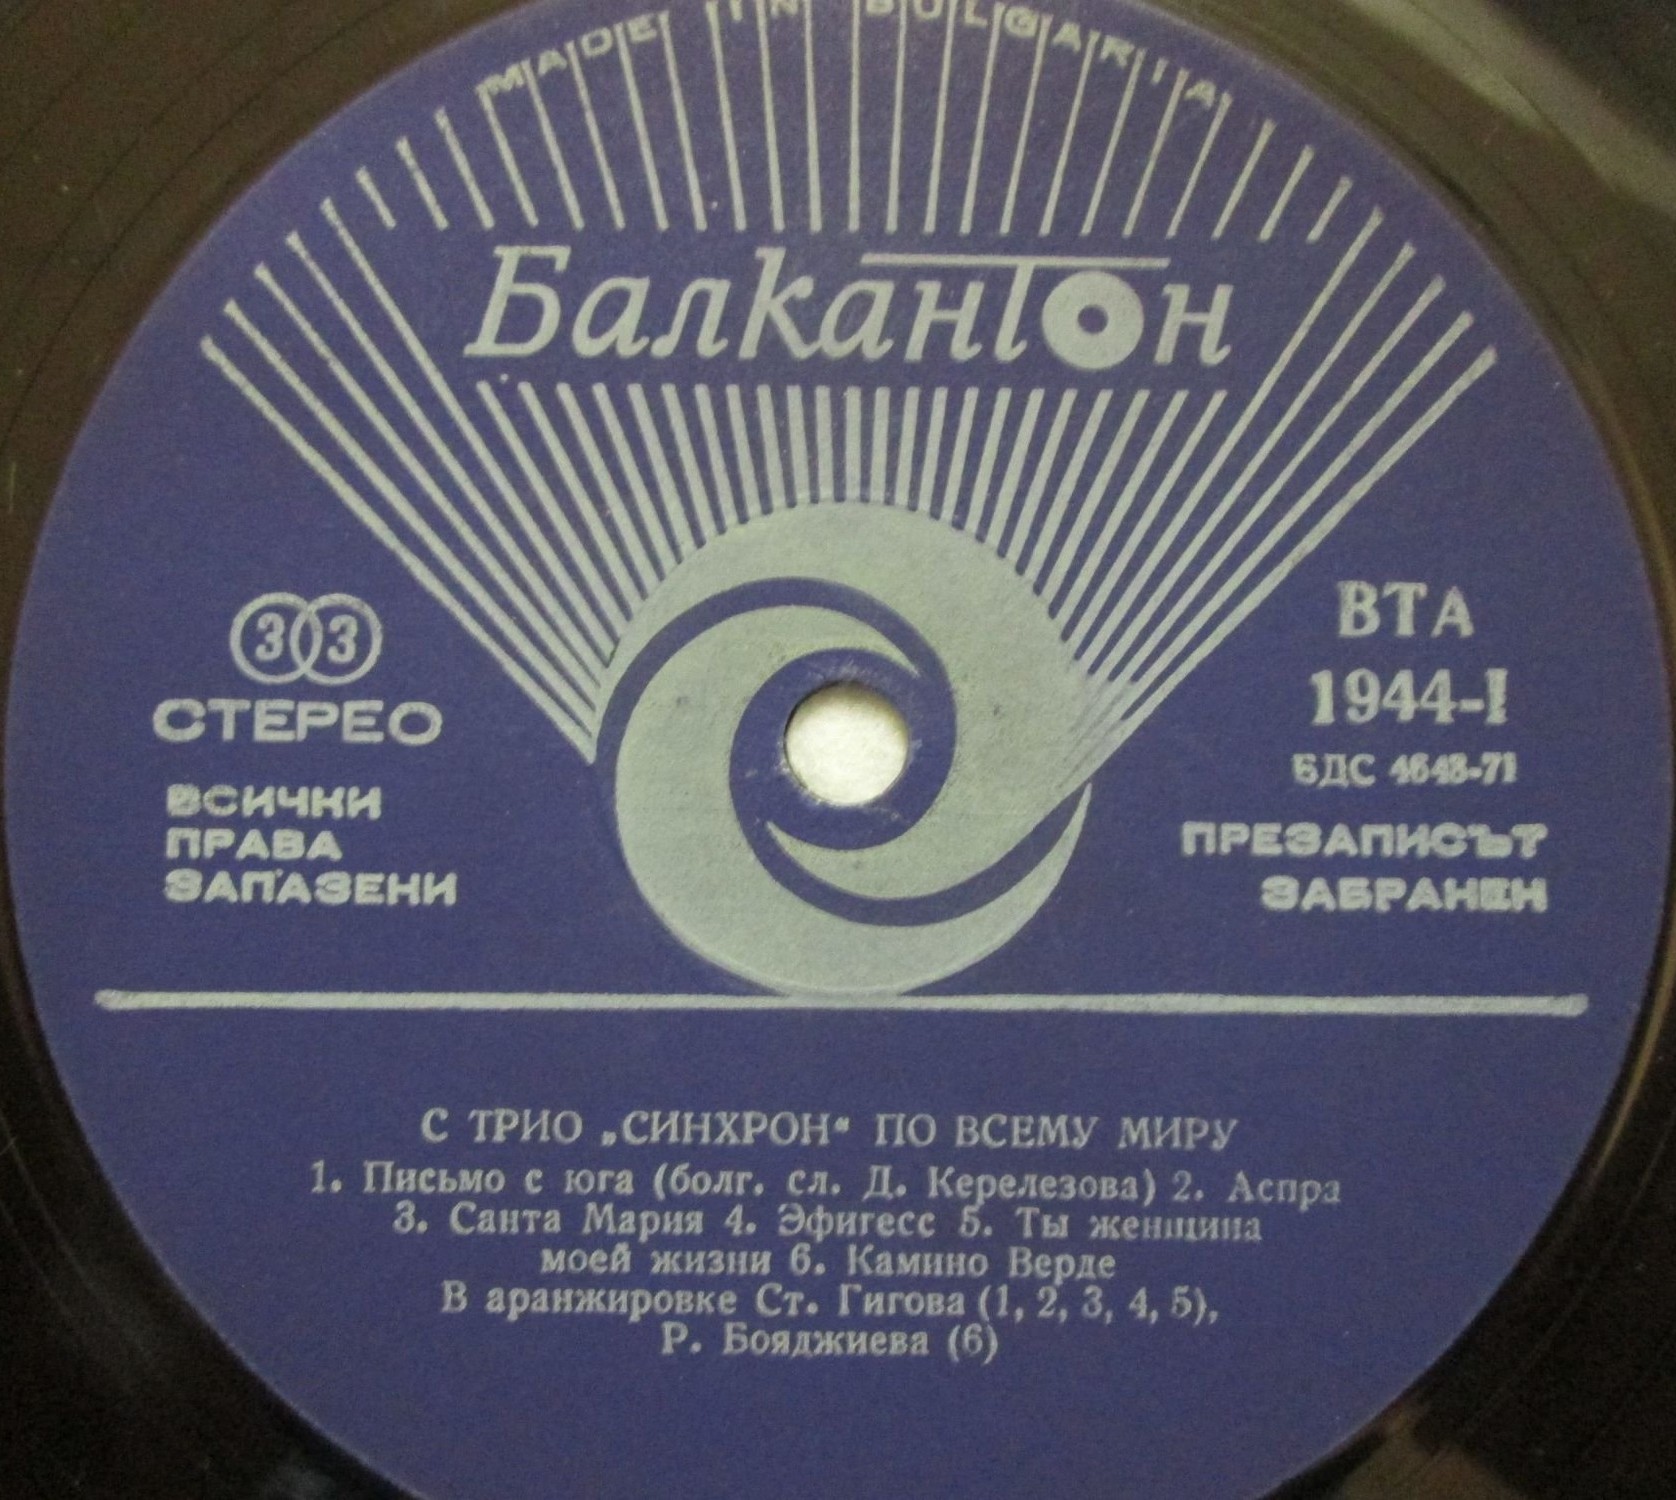 MADE IN BULGARIA
Балкантон
33
СТЕРЕО
ВСИЧКИ
ПРАВА
ЗАПАЗЕНИ
ВТА
1944-I
БДС 4643-71
ПРЕЗАПИСЪТ
ЗАБРАНЕН
С ТРИО „СИНХРОН“ ПО ВСЕМУ МИРУ
1. Письмо с юга (болг. сл. Д. Керелезова) 2. Аспра
3. Санта Мария 4. Эфигесс 5. Ты женщина
моей жизни 6. Камино Верде
В аранжировке Ст. Гигова (1, 2, 3, 4, 5),
Р. Бояджиева (6)